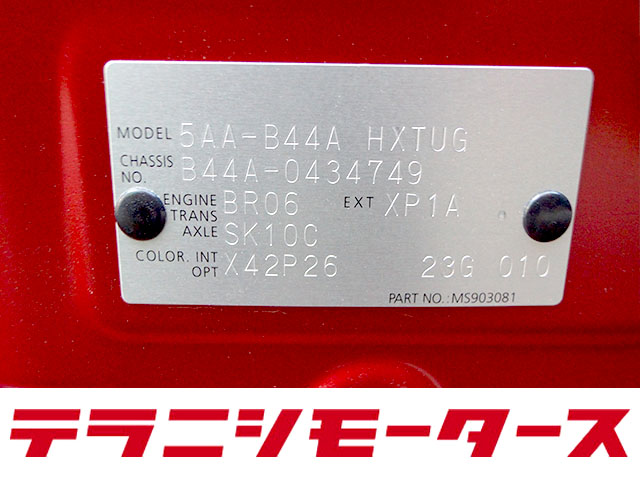 MODEL 5AA-B44A HXTUG
CHASSIS NO. B44A-0434749
ENGINE BR06 EXT XP1A
TRANS AXLE SK10C
COLOR. INT OPT X42P26 23G 010
PART NO.:MS903081
テラニシモータース